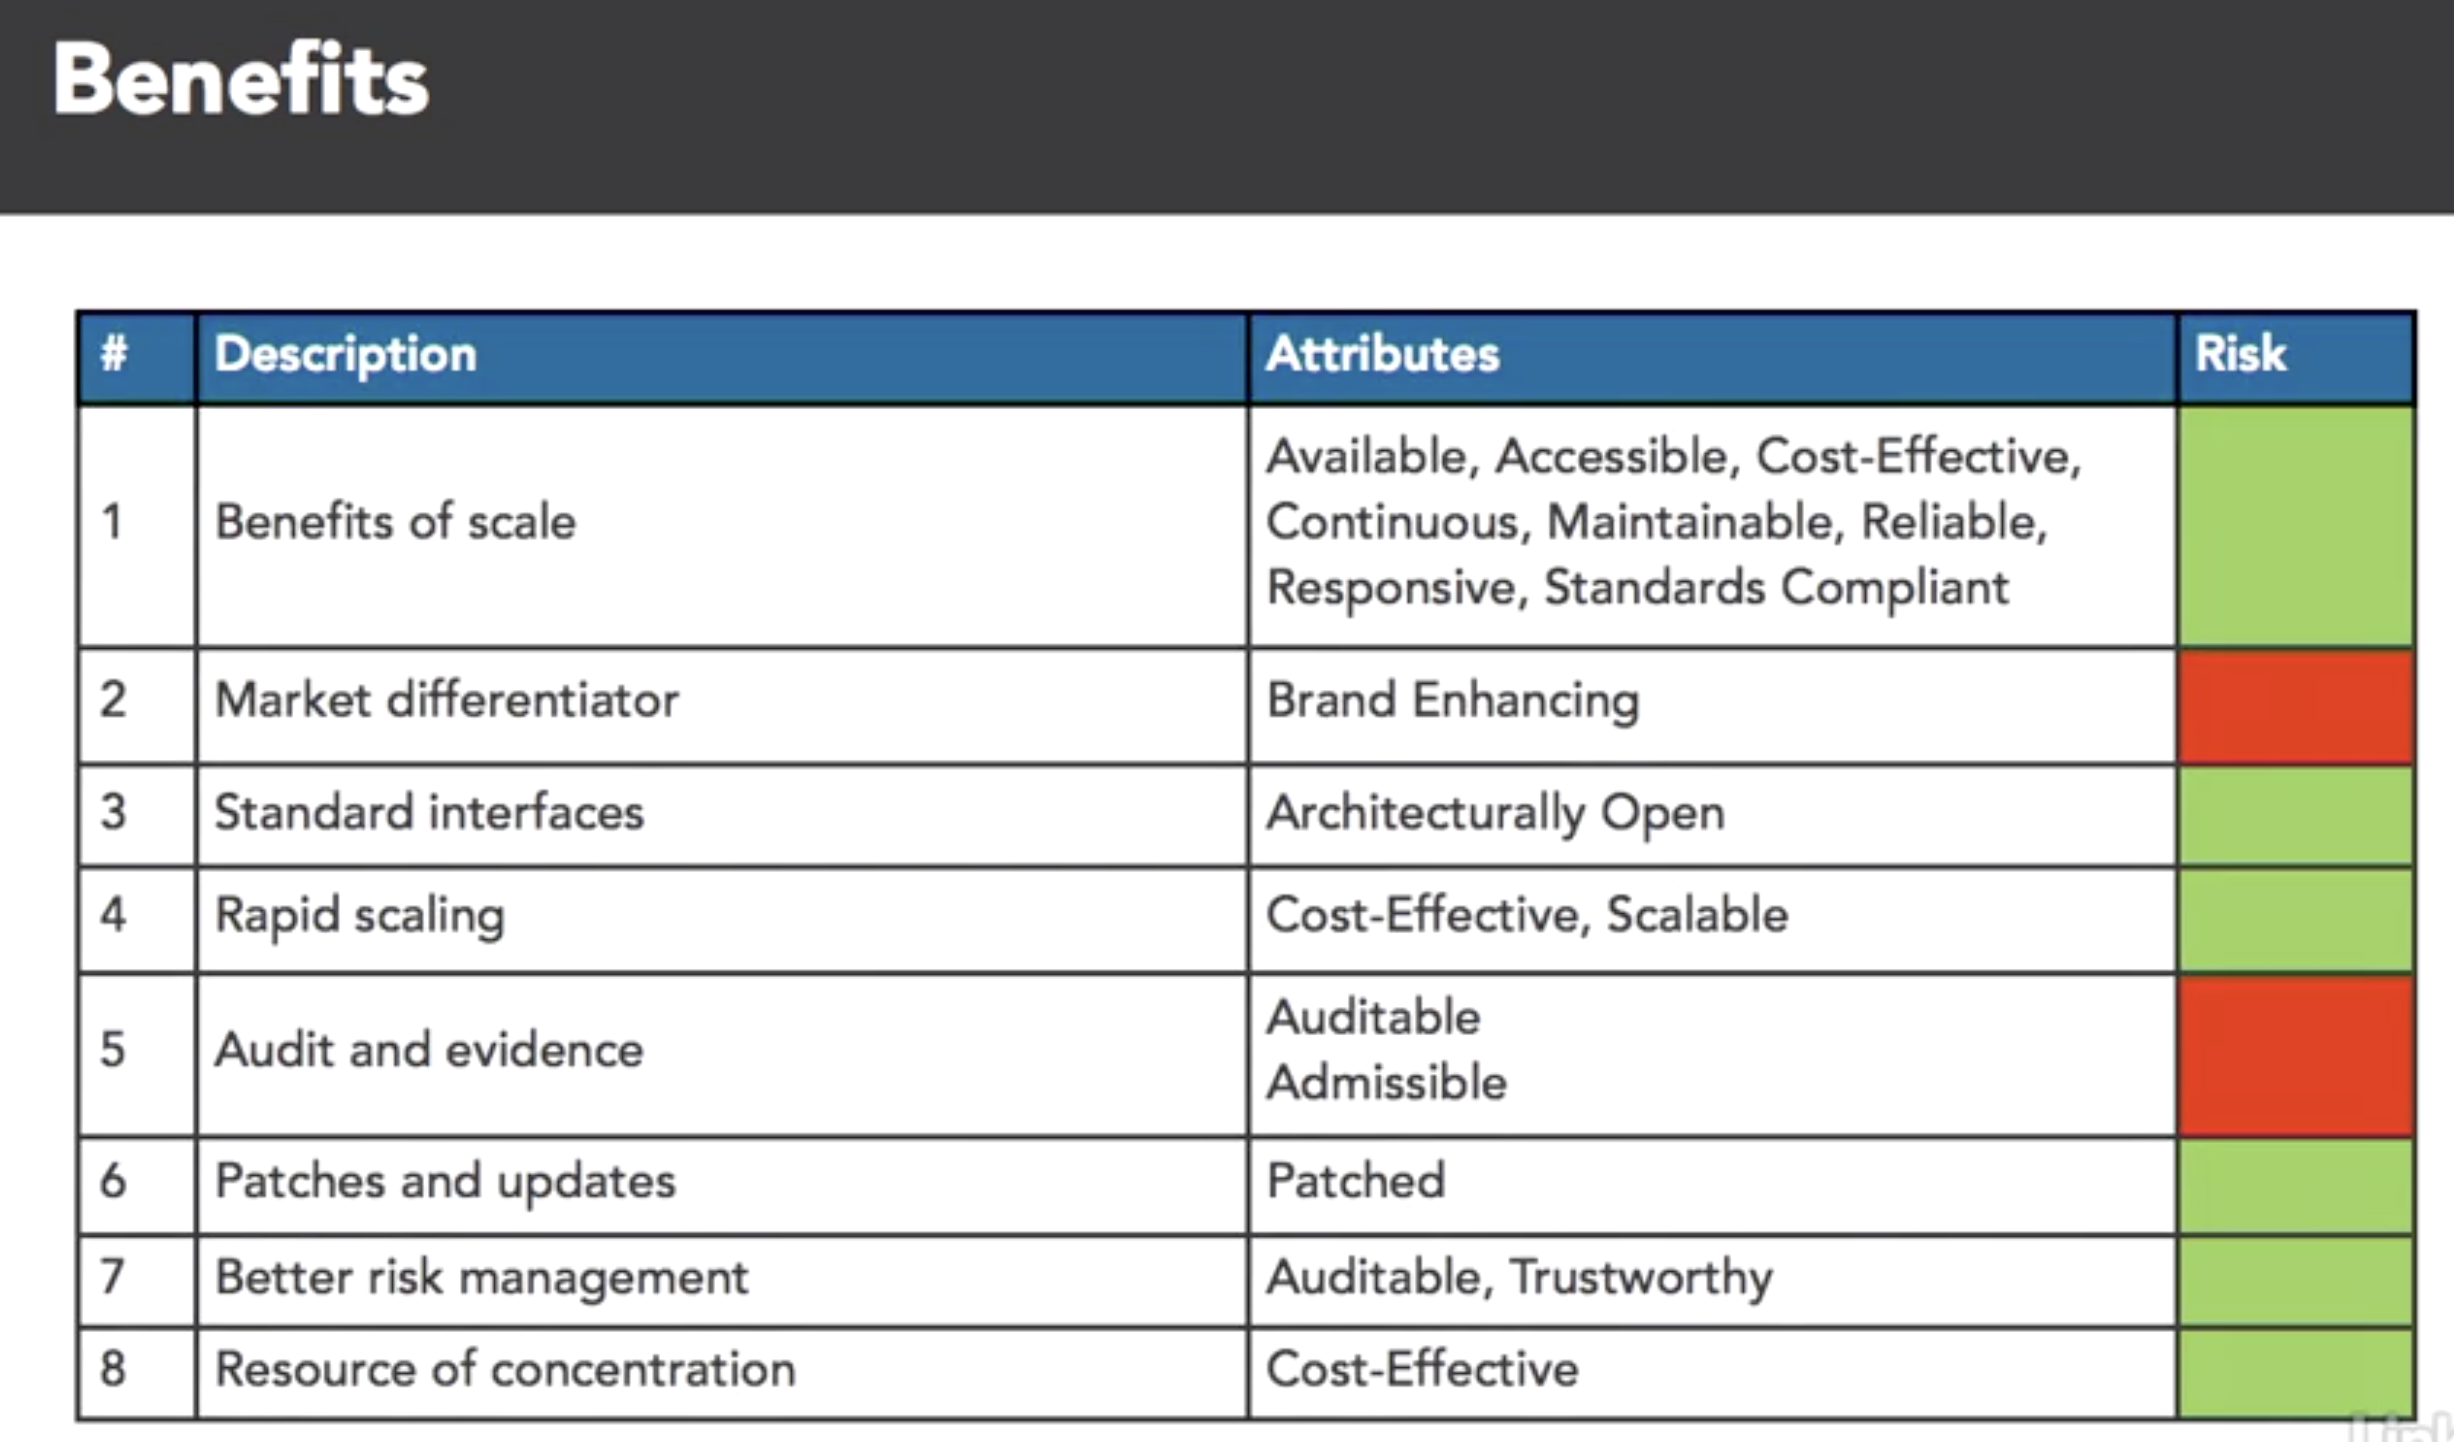 Benefits
# Description Attributes Risk
1 Benefits of scale Available, Accessible, Cost-Effective,
Continuous, Maintainable, Reliable,
Responsive, Standards Compliant
2 Market differentiator Brand Enhancing
3 Standard interfaces Architecturally Open
4 Rapid scaling Cost-Effective, Scalable
5 Audit and evidence Auditable
Admissible
6 Patches and updates Patched
7 Better risk management Auditable, Trustworthy
8 Resource of concentration Cost-Effective